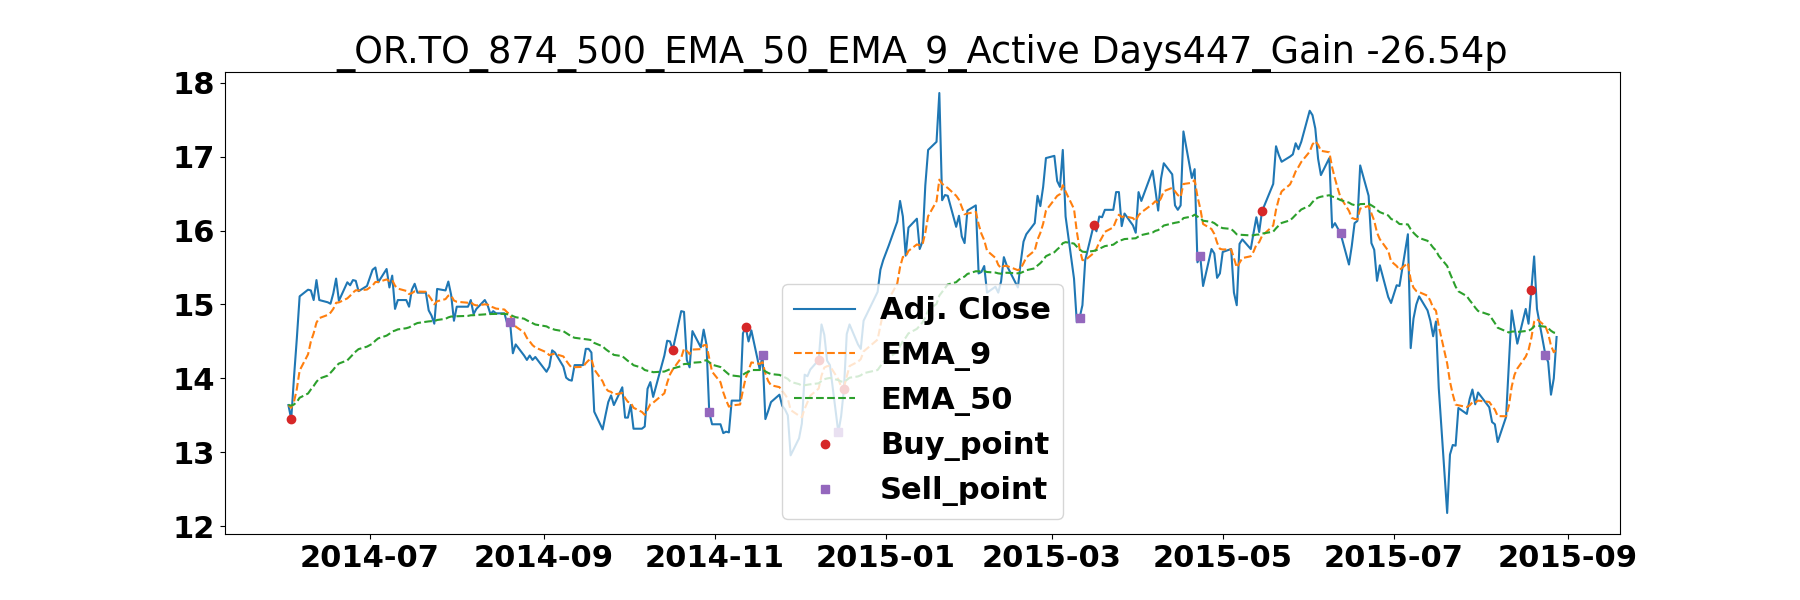 _OR.TO_874_500_EMA_50_EMA_9_Active Days447_Gain -26.54p
18
17
16
15
14
13
12
Adj. Close
EMA_9
EMA_50
Buy_point
Sell_point
2014-07 2014-09 2014-11 2015-01 2015-03 2015-05 2015-07 2015-09